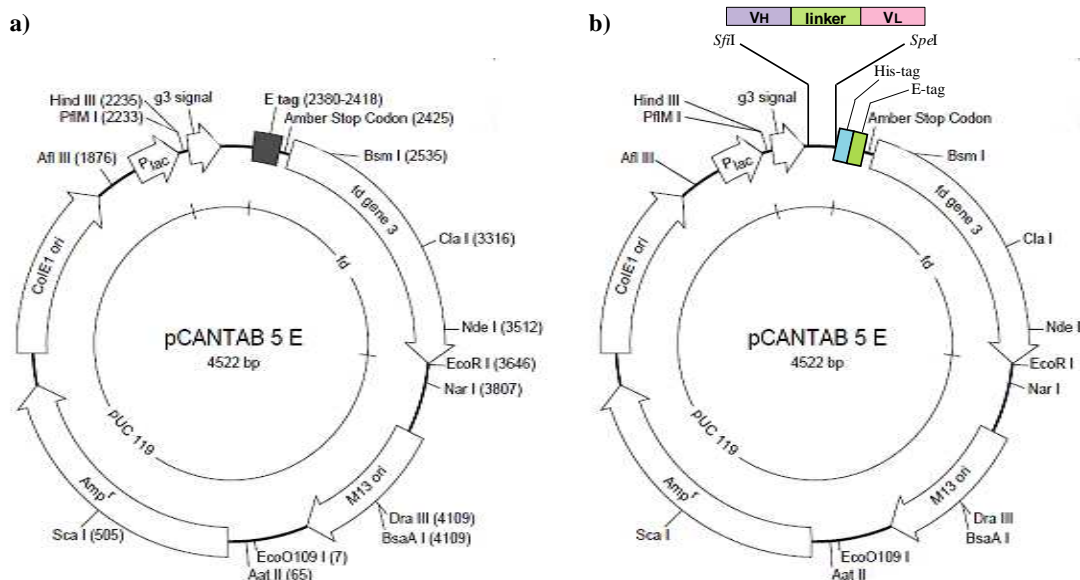 a)
Hind III (2235)
PflM I (2233)
g3 signal
E tag (2380-2418)
Amber Stop Codon (2425)
Afl III (1876)
Plac
Bsm I (2535)
fd gene 3
ColE1 ori
fd
Cla I (3316)
pCANTAB 5 E
4522 bp
Nde I (3512)
EcoR I (3646)
Nar I (3807)
pUC 119
M13 ori
Amp r
Sca I (505)
Dra III (4109)
BsaA I (4109)
EcoO109 I (7)
Aat II (65)
b)
VH linker VL
SfiI SpeI
His-tag
E-tag
Hind III
PflM I
g3 signal
Amber Stop Codon
Afl III
Plac
Bsm I
fd gene 3
ColE1 ori
fd
Cla I
pCANTAB 5 E
4522 bp
Nde I
EcoR I
Nar I
pUC 119
M13 ori
Amp r
Sca I
Dra III
BsaA I
EcoO109 I
Aat II